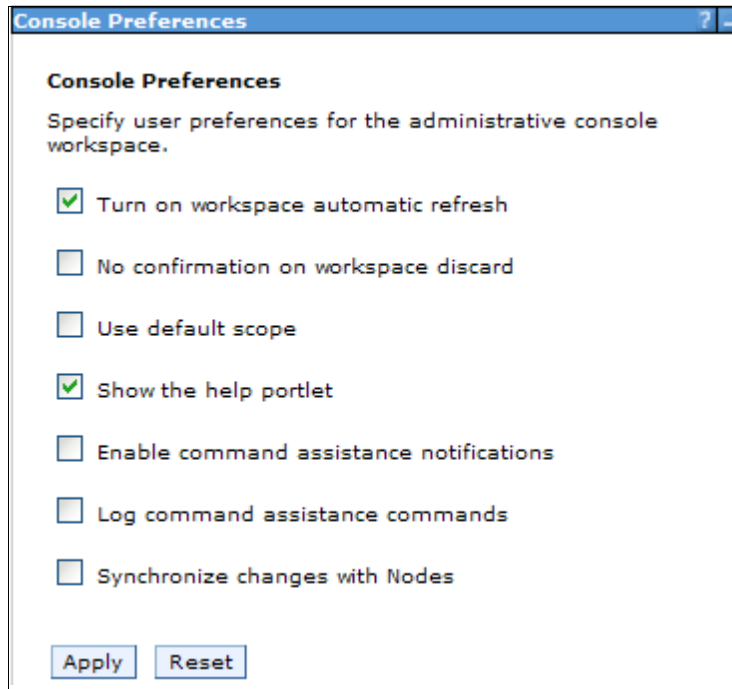 Console Preferences ? -
Console Preferences
Specify user preferences for the administrative console
workspace.
Turn on workspace automatic refresh
No confirmation on workspace discard
Use default scope
Show the help portlet
Enable command assistance notifications
Log command assistance commands
Synchronize changes with Nodes
Apply Reset